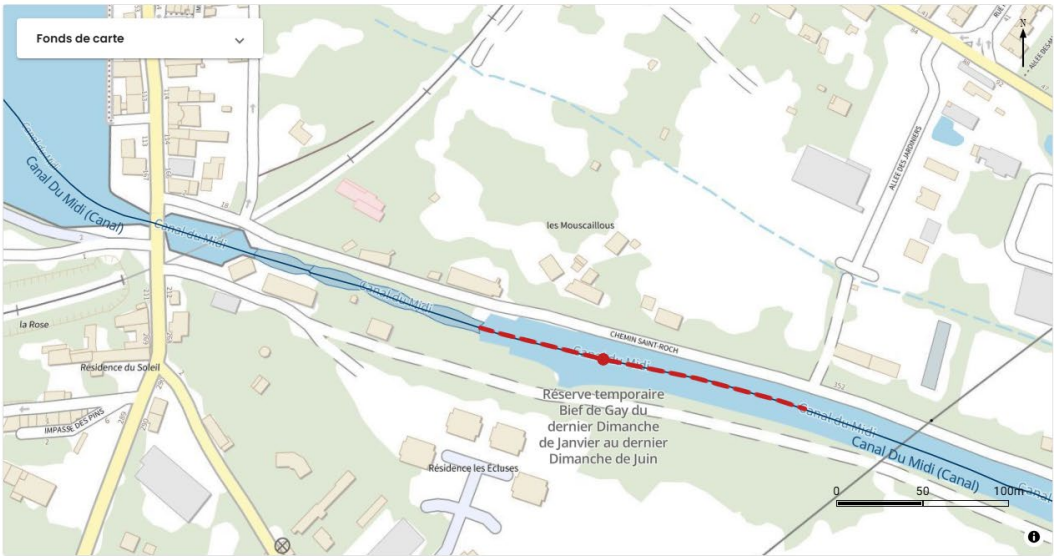 Fonds de carte
N
ALLEE DES JARDINIERS
Canal Du Midi (Canal)
Canal du Midi
18
les Mouscaillous
Canal du Midi
la Rose
CHEMIN SAINT-ROCH
Canal du Midi
Résidence du Soleil
152
Réserve temporaire
Bief de Gay du
dernier Dimanche
de Janvier au dernier
Dimanche de Juin
Canal du Midi
IMPASSE DES PINS
Canal Du Midi (Canal)
Résidence les Ecluses
0 50 100m